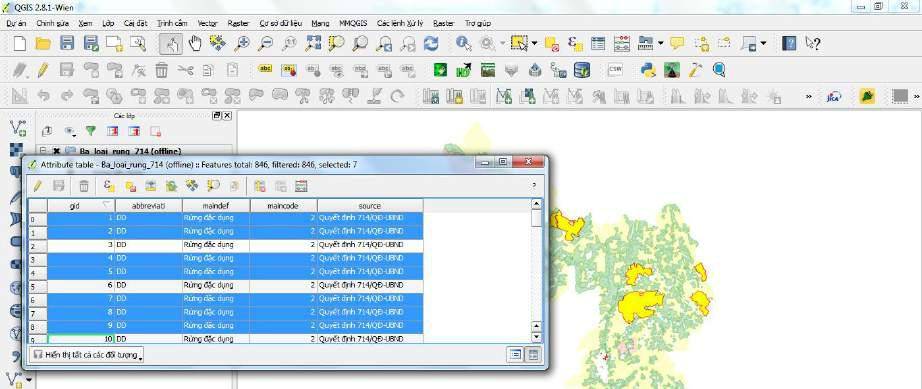 QGIS 2.8.1-Wien
Dự án Chỉnh sửa Xem Lớp Cài đặt Trình cắm Vector Raster Cơ sở dữ liệu Mạng MMQGIS Các lệnh Xử lý Raster Trợ giúp
abc abc abc abc abc abc abc CSW
» » JICA »
Các lớp
Ba_loai_rung_714 (offline)
Attribute table - Ba_loai_rung_714 (offline) :: Features total: 846, filtered: 846, selected: 7
?
gid abbreviati maindef maincode source
0 1 DD Rừng đặc dụng 2 Quyết định 714/QĐ-UBND
1 2 DD Rừng đặc dụng 2 Quyết định 714/QĐ-UBND
2 3 DD Rừng đặc dụng 2 Quyết định 714/QĐ-UBND
3 4 DD Rừng đặc dụng 2 Quyết định 714/QĐ-UBND
4 5 DD Rừng đặc dụng 2 Quyết định 714/QĐ-UBND
5 6 DD Rừng đặc dụng 2 Quyết định 714/QĐ-UBND
6 7 DD Rừng đặc dụng 2 Quyết định 714/QĐ-UBND
7 8 DD Rừng đặc dụng 2 Quyết định 714/QĐ-UBND
8 9 DD Rừng đặc dụng 2 Quyết định 714/QĐ-UBND
9 10 DD Rừng đặc dụng 2 Quyết định 714/QĐ-UBND
Hiển thị tất cả các đối tượng